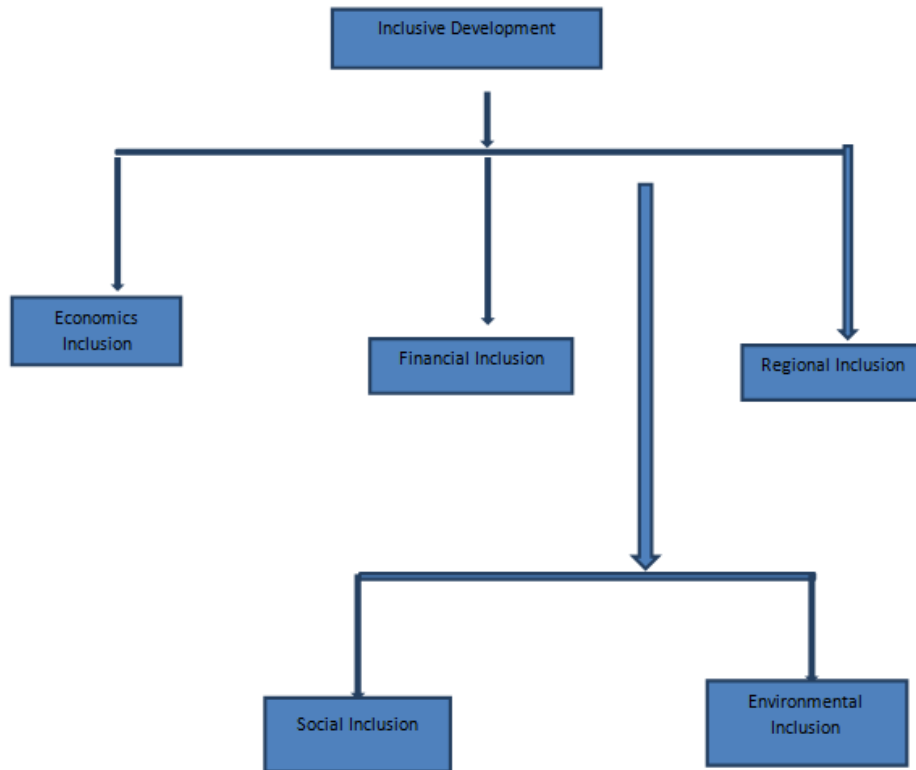 Inclusive Development
Economics
Inclusion
Financial Inclusion
Regional Inclusion
Social Inclusion
Environmental
Inclusion